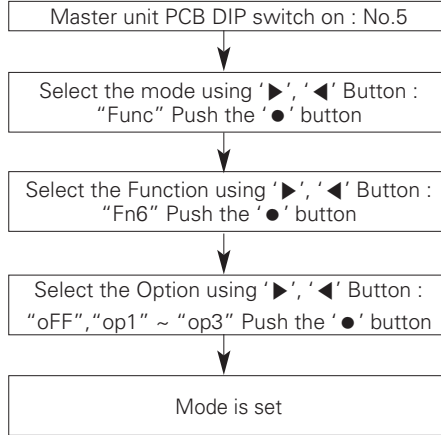 Master unit PCB DIP switch on : No.5
Select the mode using ‘▶’, ‘◀’ Button :
“Func” Push the ‘●’ button
Select the Function using ‘▶’, ‘◀’ Button :
“Fn6” Push the ‘●’ button
Select the Option using ‘▶’, ‘◀’ Button :
“oFF”,“op1” ~ “op3” Push the ‘●’ button
Mode is set